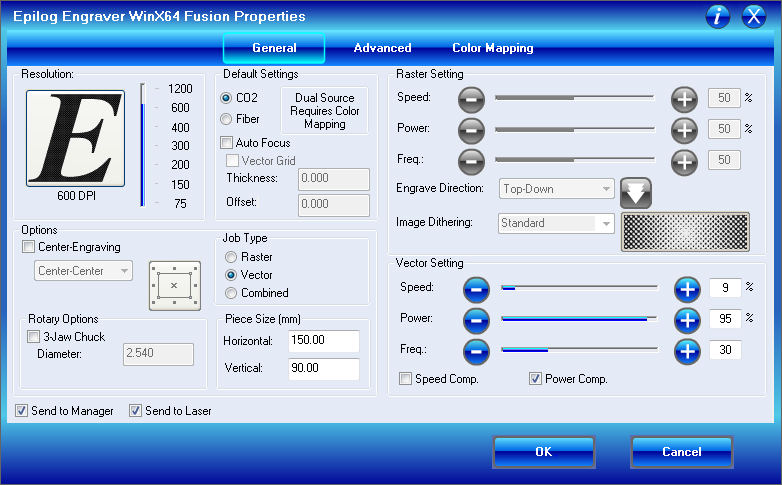 Epilog Engraver WinX64 Fusion Properties
i X
General Advanced Color Mapping
Resolution:
E
600 DPI
1200
600
400
300
200
150
75
Default Settings
CO2
Fiber
Dual Source
Requires Color
Mapping
Auto Focus
Vector Grid
Thickness: 0.000
Offset: 0.000
Options
Center-Engraving
Center-Center
Rotary Options
3-Jaw Chuck
Diameter: 2.540
Job Type
Raster
Vector
Combined
Piece Size (mm)
Horizontal: 150.00
Vertical: 90.00
Raster Setting
Speed: 50 %
Power: 50 %
Freq.: 50
Engrave Direction: Top-Down
Image Dithering: Standard
Vector Setting
Speed: 9 %
Power: 95 %
Freq.: 30
Speed Comp. Power Comp.
Send to Manager Send to Laser
OK Cancel